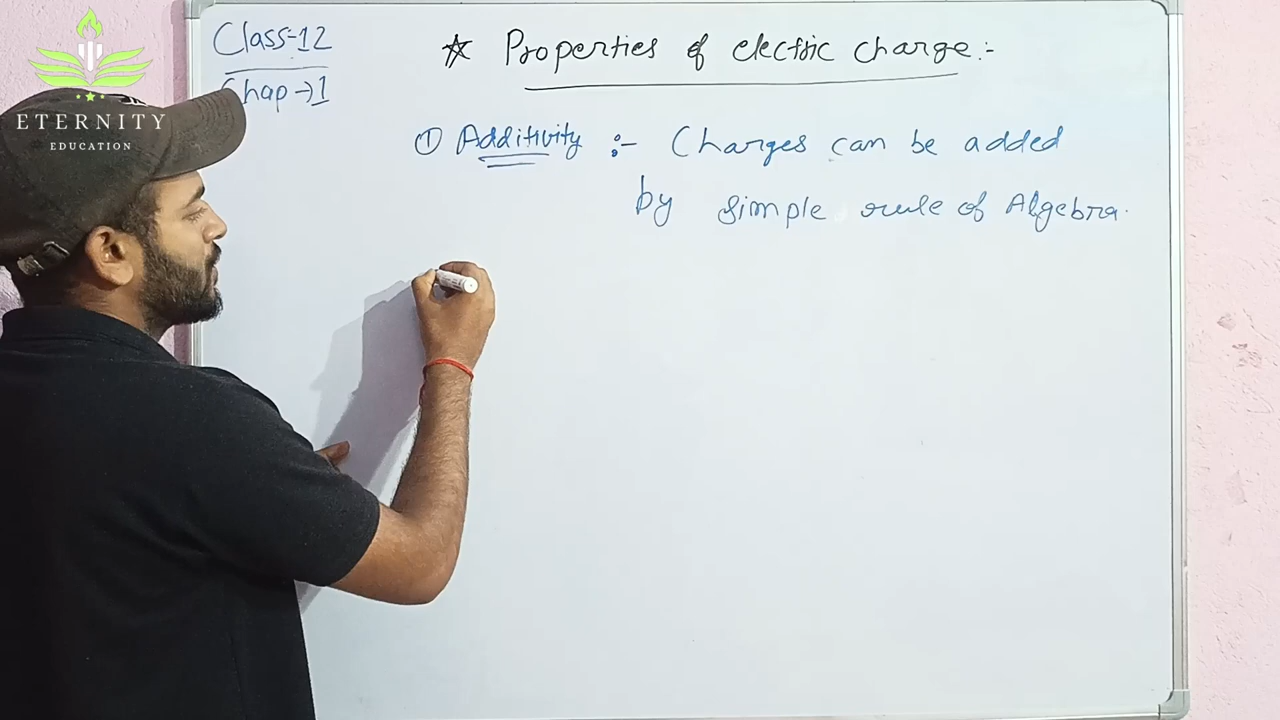 ETERNITY
EDUCATION
Class-12
Chap→1
☆ Properties of electric charge:-
① Additivity :- Charges can be added
by simple rule of Algebra.